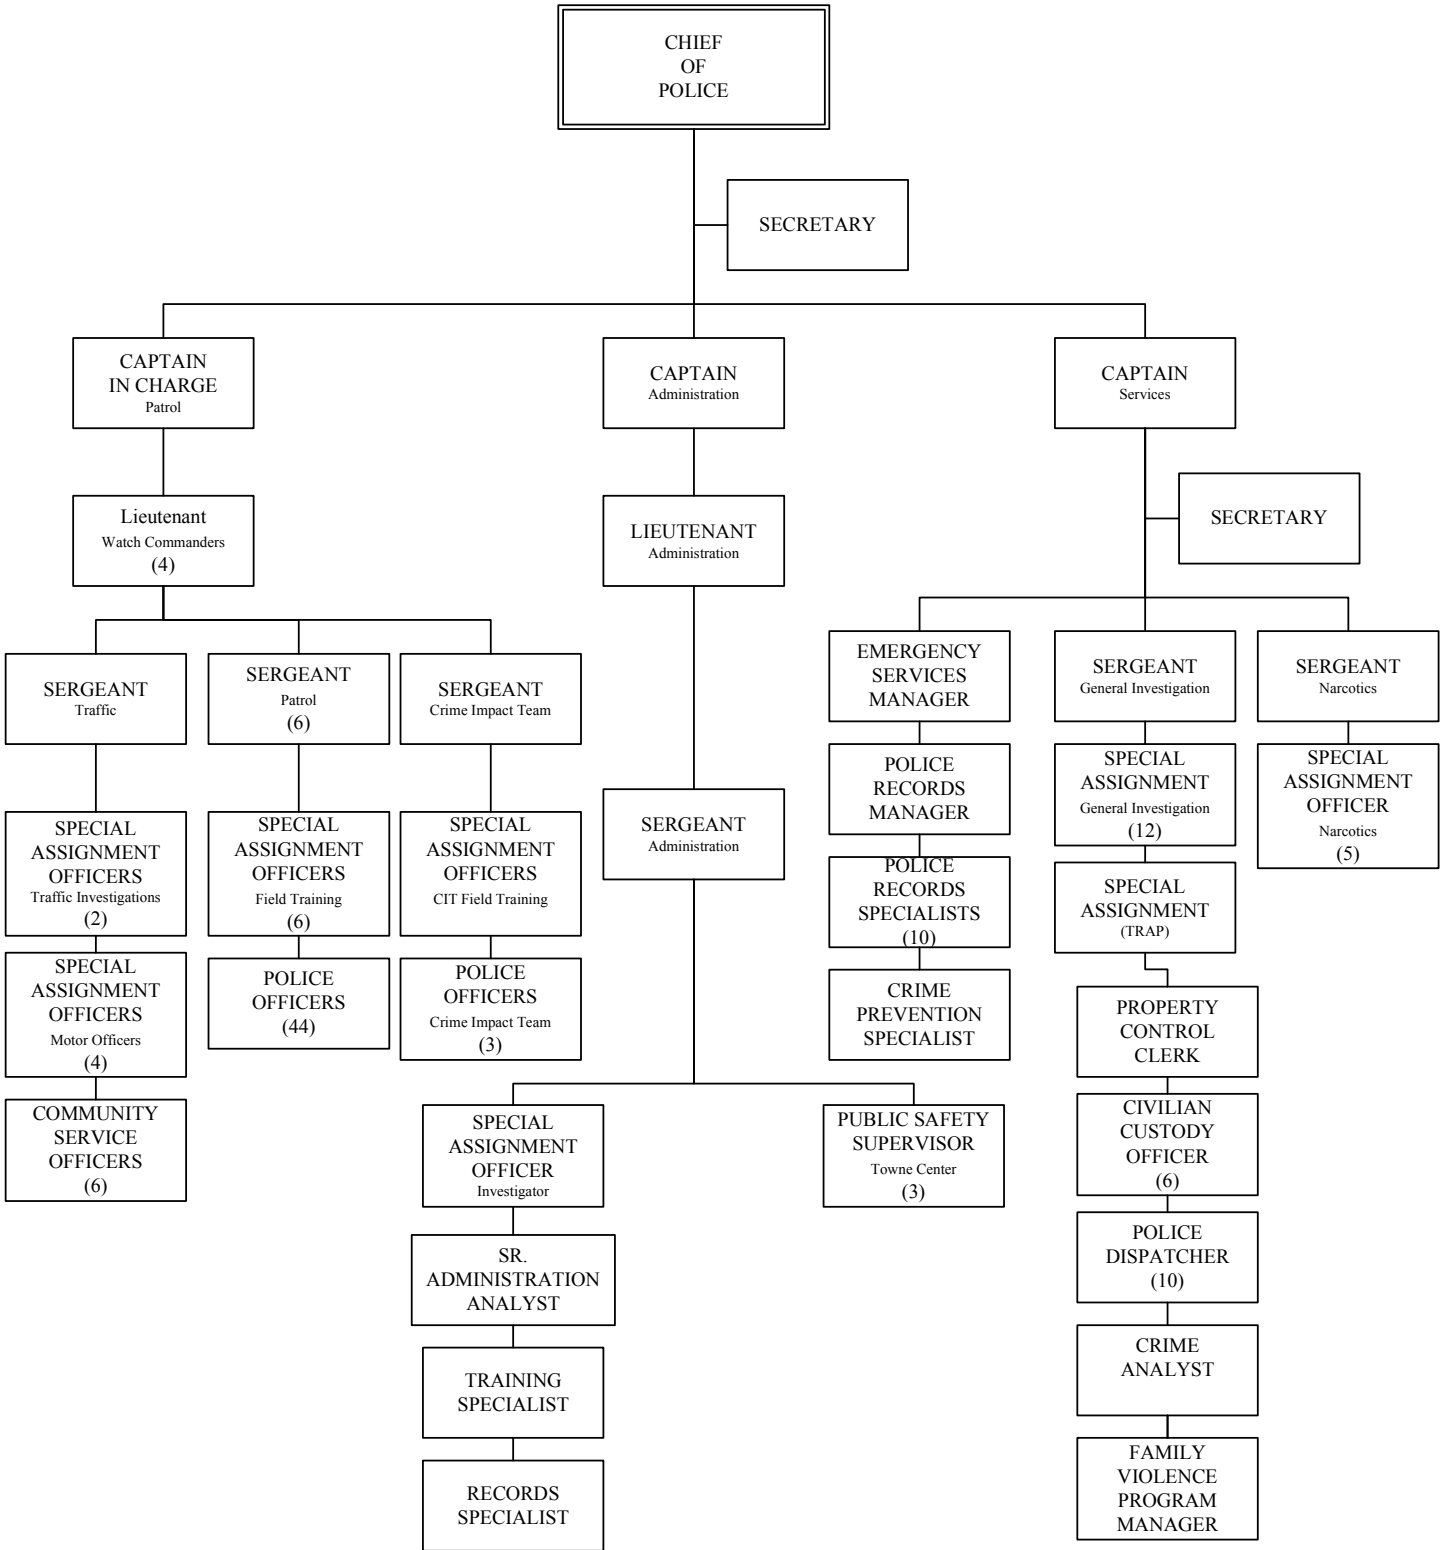 CHIEF
OF
POLICE
SECRETARY
CAPTAIN
IN CHARGE
Patrol
CAPTAIN
Administration
CAPTAIN
Services
Lieutenant
Watch Commanders
(4)
LIEUTENANT
Administration
SECRETARY
SERGEANT
Traffic
SERGEANT
Patrol
(6)
SERGEANT
Crime Impact Team
EMERGENCY
SERVICES
MANAGER
SERGEANT
General Investigation
SERGEANT
Narcotics
POLICE
RECORDS
MANAGER
SPECIAL
ASSIGNMENT
General Investigation
(12)
SPECIAL
ASSIGNMENT
OFFICER
Narcotics
(5)
SPECIAL
ASSIGNMENT
OFFICERS
Traffic Investigations
(2)
SPECIAL
ASSIGNMENT
OFFICERS
Field Training
(6)
SPECIAL
ASSIGNMENT
OFFICERS
CIT Field Training
SERGEANT
Administration
POLICE
RECORDS
SPECIALISTS
(10)
SPECIAL
ASSIGNMENT
(TRAP)
SPECIAL
ASSIGNMENT
OFFICERS
Motor Officers
(4)
POLICE
OFFICERS
(44)
POLICE
OFFICERS
Crime Impact Team
(3)
CRIME
PREVENTION
SPECIALIST
PROPERTY
CONTROL
CLERK
COMMUNITY
SERVICE
OFFICERS
(6)
SPECIAL
ASSIGNMENT
OFFICER
Investigator
PUBLIC SAFETY
SUPERVISOR
Towne Center
(3)
CIVILIAN
CUSTODY
OFFICER
(6)
SR.
ADMINISTRATION
ANALYST
POLICE
DISPATCHER
(10)
TRAINING
SPECIALIST
CRIME
ANALYST
RECORDS
SPECIALIST
FAMILY
VIOLENCE
PROGRAM
MANAGER